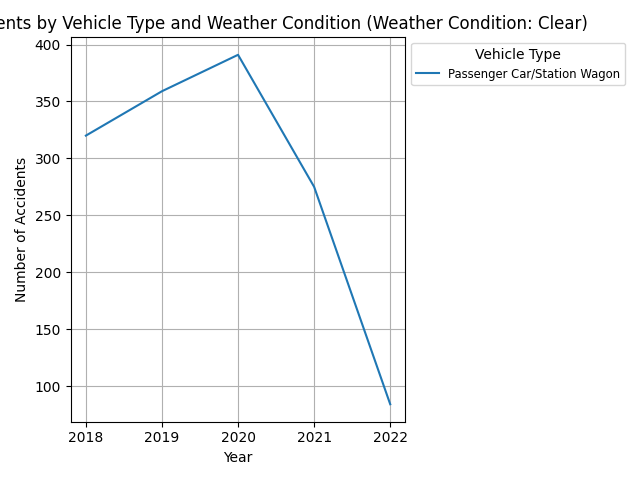 by Vehicle Type and Weather Condition (Weather Condition: Clear)
Vehicle Type
Passenger Car/Station Wagon
Number of Accidents
400
350
300
250
200
150
100
2018 2019 2020 2021 2022
Year